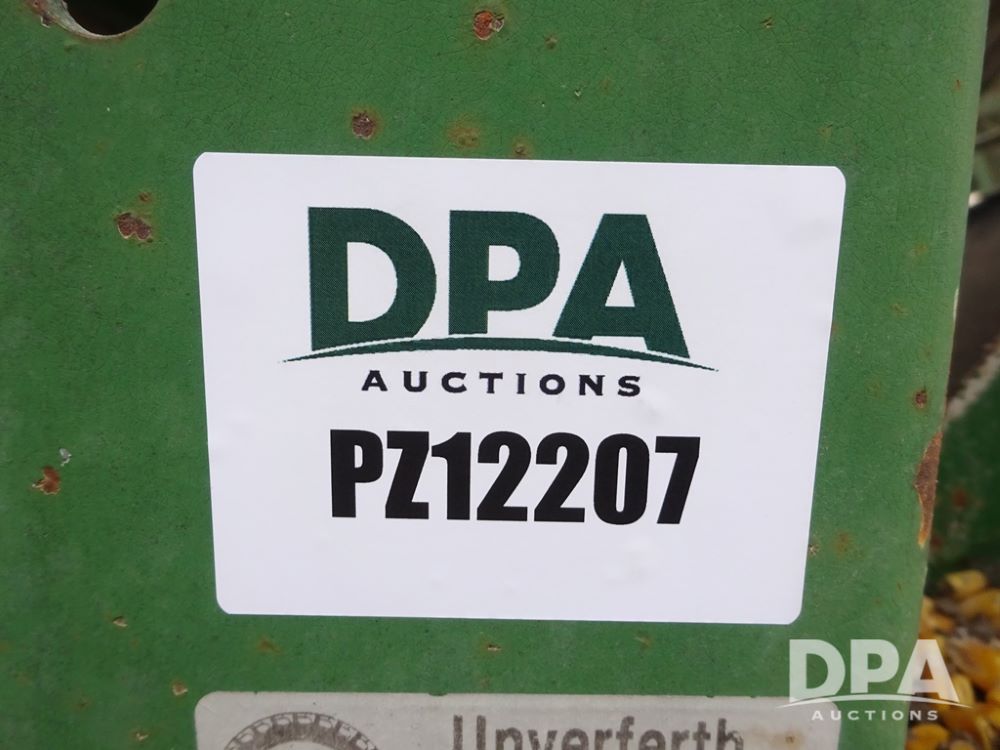 DPA
AUCTIONS
PZ12207
Unverferth
DPA
AUCTIONS